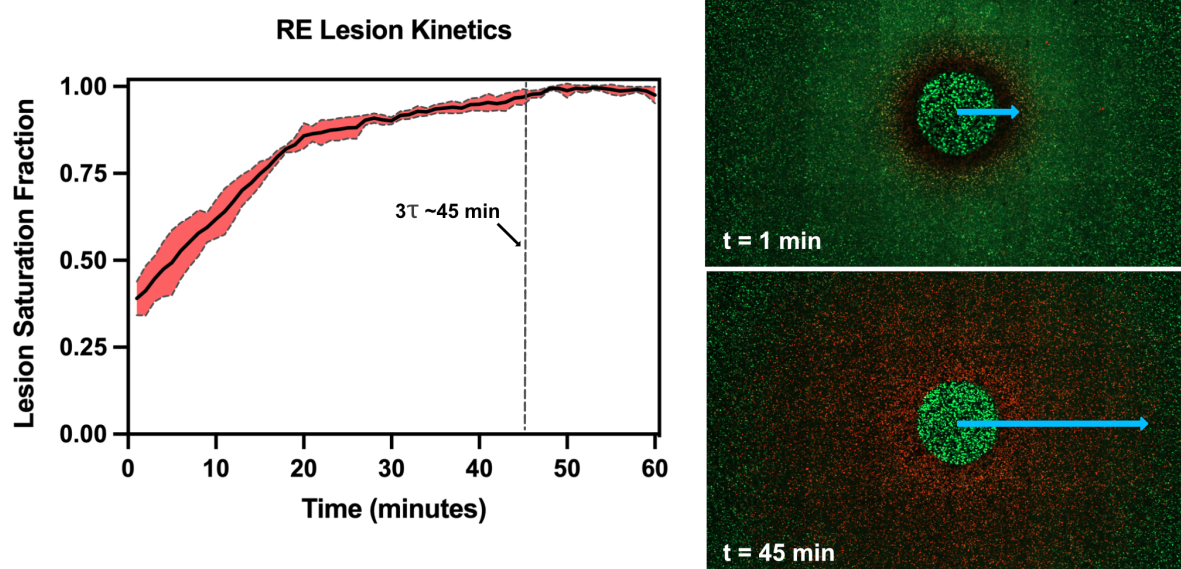 RE Lesion Kinetics
Lesion Saturation Fraction
1.00
0.75
0.50
0.25
0.00
3τ ~45 min
0
10
20
30
40
50
60
Time (minutes)
t = 1 min
t = 45 min